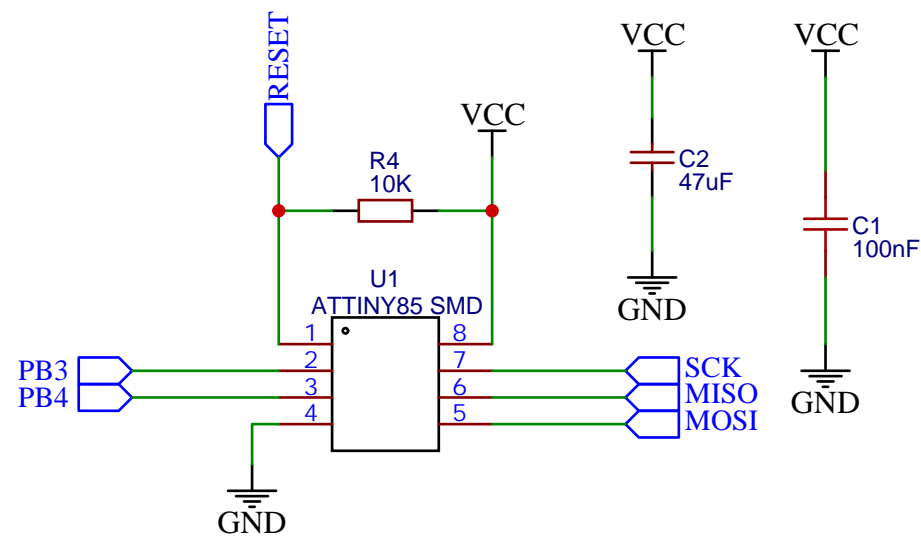 RESET
VCC
VCC
VCC
R4
10K
C2
47uF
C1
100nF
U1
ATTINY85 SMD
GND
1
8
PB3
2
7
SCK
PB4
3
6
MISO
GND
4
5
MOSI
GND